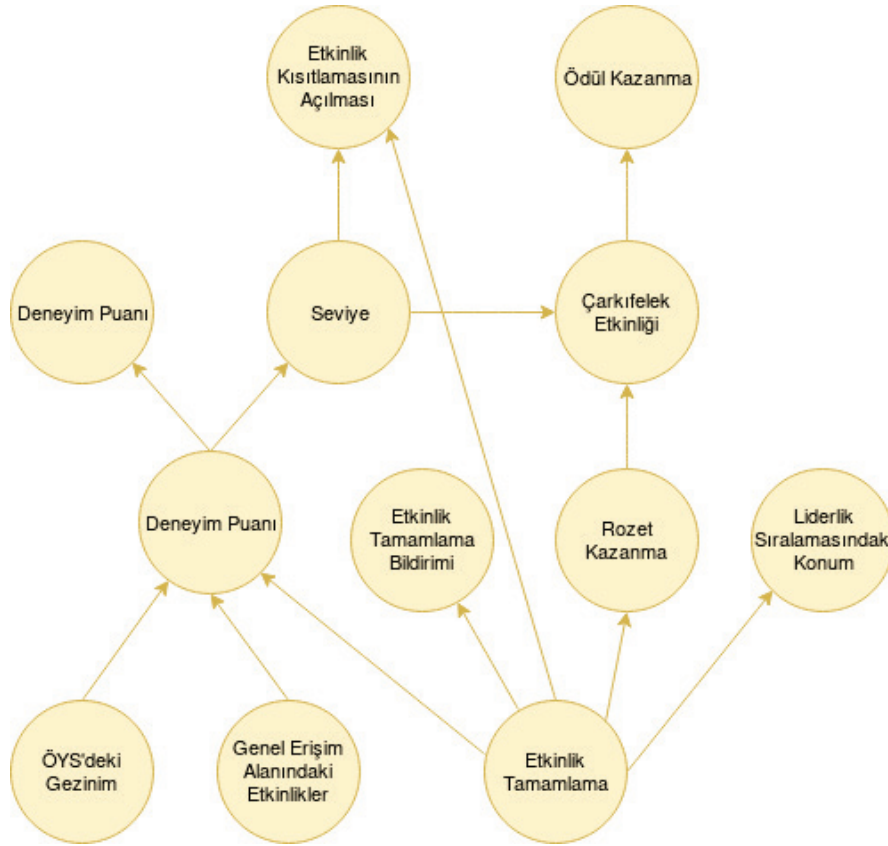 Etkinlik
Kısıtlamasının
Açılması
Ödül Kazanma
Deneyim Puanı
Seviye
Çarkıfelek
Etkinliği
Deneyim Puanı
Etkinlik
Tamamlama
Bildirimi
Rozet
Kazanma
Liderlik
Sıralamasındaki
Konum
ÖYS'deki
Gezinim
Genel Erişim
Alanındaki
Etkinlikler
Etkinlik
Tamamlama